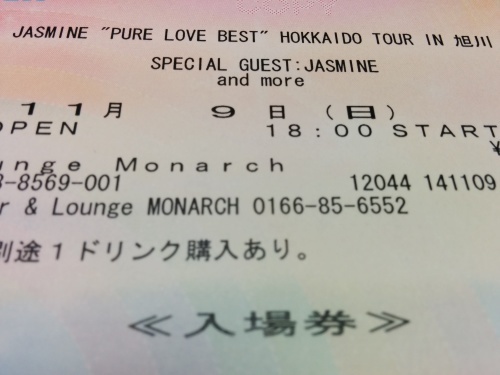 JASMINE "PURE LOVE BEST" HOKKAIDO TOUR IN 旭川
SPECIAL GUEST:JASMINE
and more
11月 9日(日)
OPEN 18:00 START
unge Monarch
3-8569-001 12044 141109
r & Lounge MONARCH 0166-85-6552
別途1ドリンク購入あり。
≪入場券≫